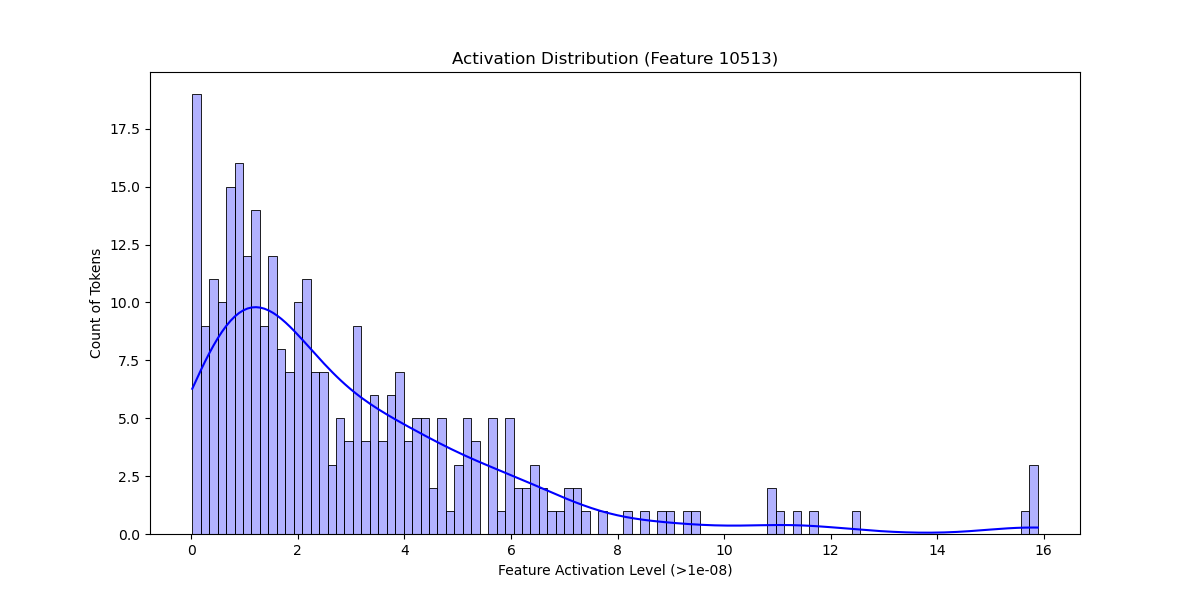 Activation Distribution (Feature 10513)
17.5
15.0
12.5
10.0
7.5
5.0
2.5
0.0
Count of Tokens
0 2 4 6 8 10 12 14 16
Feature Activation Level (>1e-08)